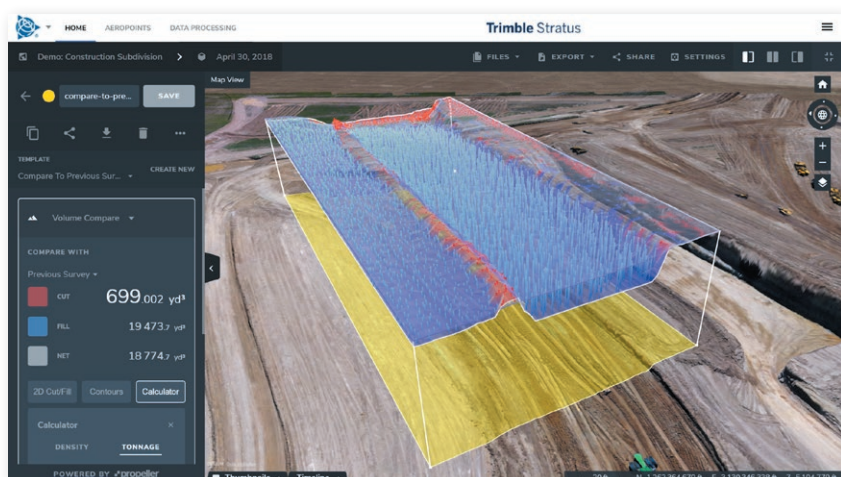 HOME AEROPOINTS DATA PROCESSING Trimble Stratus
Demo: Construction Subdivision April 30, 2018 FILES EXPORT SHARE SETTINGS
Map View
compare-to-pre... SAVE
TEMPLATE
CREATE NEW
Compare To Previous Sur...
Volume Compare
COMPARE WITH
Previous Survey
CUT 699.002 yd³
FILL 19 473.7 yd³
NET 18 774.7 yd³
2D Cut/Fill Contours Calculator
Calculator ×
DENSITY TONNAGE
POWERED BY propeller
Thumbnails Timeline